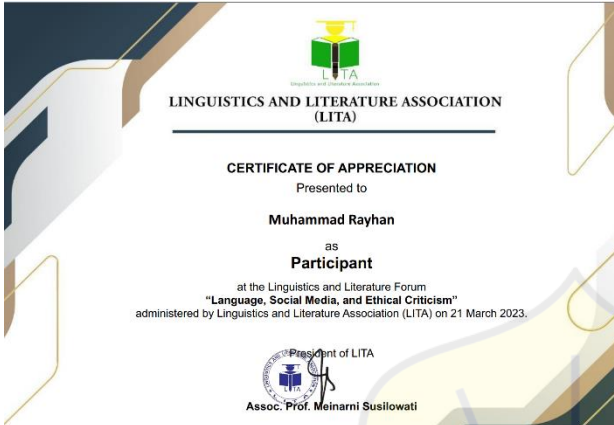 LITA
Linguistics and Literature Association
LINGUISTICS AND LITERATURE ASSOCIATION
(LITA)
CERTIFICATE OF APPRECIATION
Presented to
Muhammad Rayhan
as
Participant
at the Linguistics and Literature Forum
“Language, Social Media, and Ethical Criticism”
administered by Linguistics and Literature Association (LITA) on 21 March 2023.
President of LITA
LITA
Assoc. Prof. Meinarni Susilowati